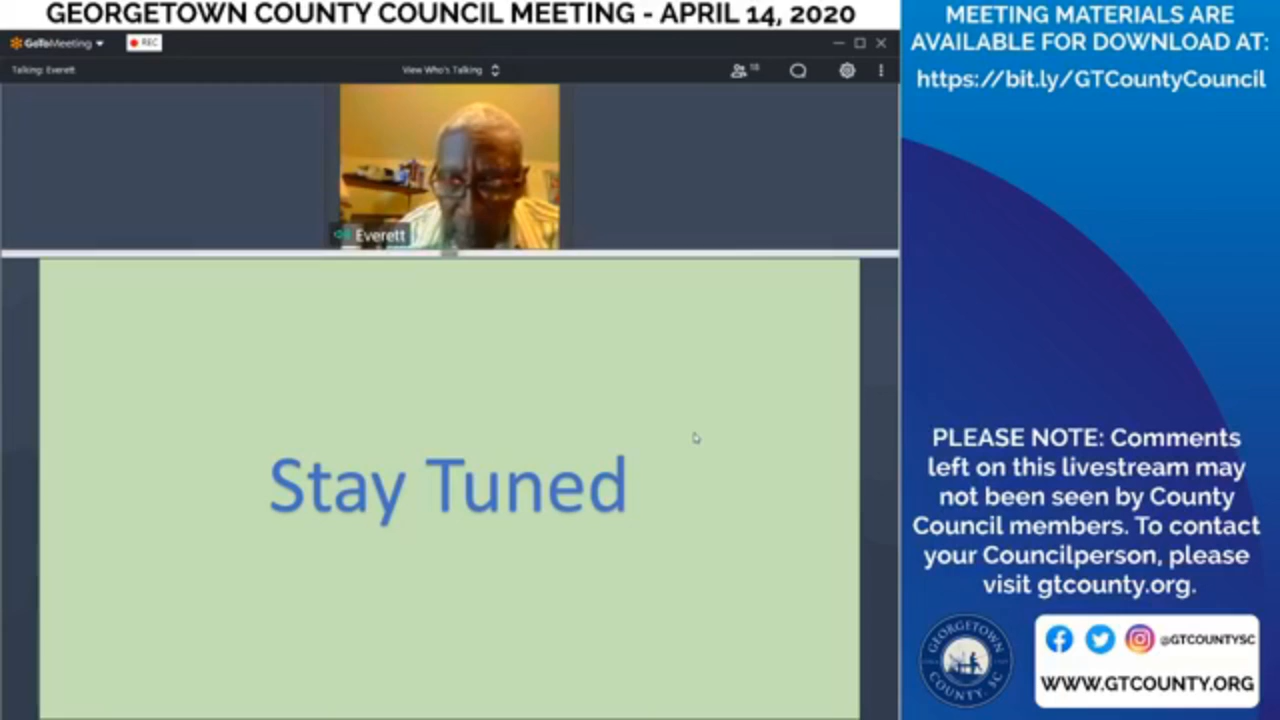 GEORGETOWN COUNTY COUNCIL MEETING - APRIL 14, 2020
GoToMeeting
REC
Talking: Everett
View Who's Talking
18
Everett
Stay Tuned
MEETING MATERIALS ARE
AVAILABLE FOR DOWNLOAD AT:
https://bit.ly/GTCountyCouncil
PLEASE NOTE: Comments
left on this livestream may
not been seen by County
Council members. To contact
your Councilperson, please
visit gtcounty.org.
GEORGETOWN
COUNTY, SC
@GTCOUNTYSC
WWW.GTCOUNTY.ORG